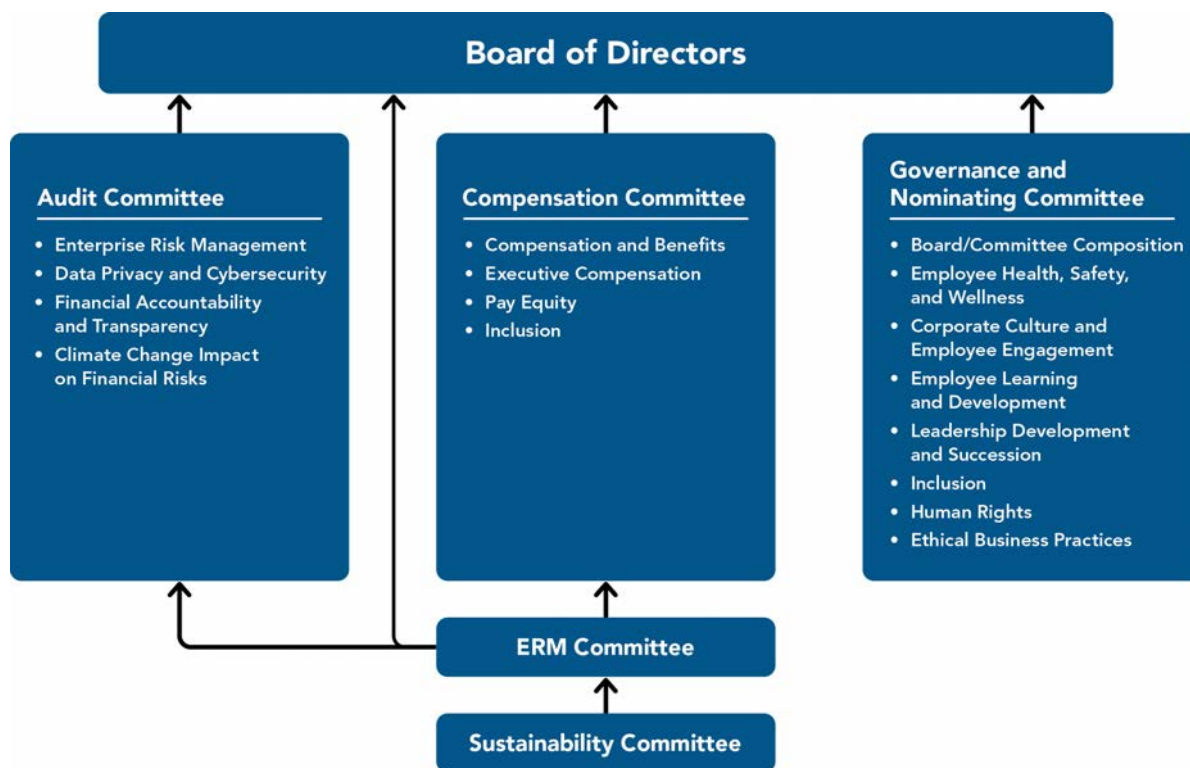 Board of Directors
Audit Committee
• Enterprise Risk Management
• Data Privacy and Cybersecurity
• Financial Accountability
and Transparency
• Climate Change Impact
on Financial Risks
Compensation Committee
• Compensation and Benefits
• Executive Compensation
• Pay Equity
• Inclusion
Governance and
Nominating Committee
• Board/Committee Composition
• Employee Health, Safety,
and Wellness
• Corporate Culture and
Employee Engagement
• Employee Learning
and Development
• Leadership Development
and Succession
• Inclusion
• Human Rights
• Ethical Business Practices
ERM Committee
Sustainability Committee